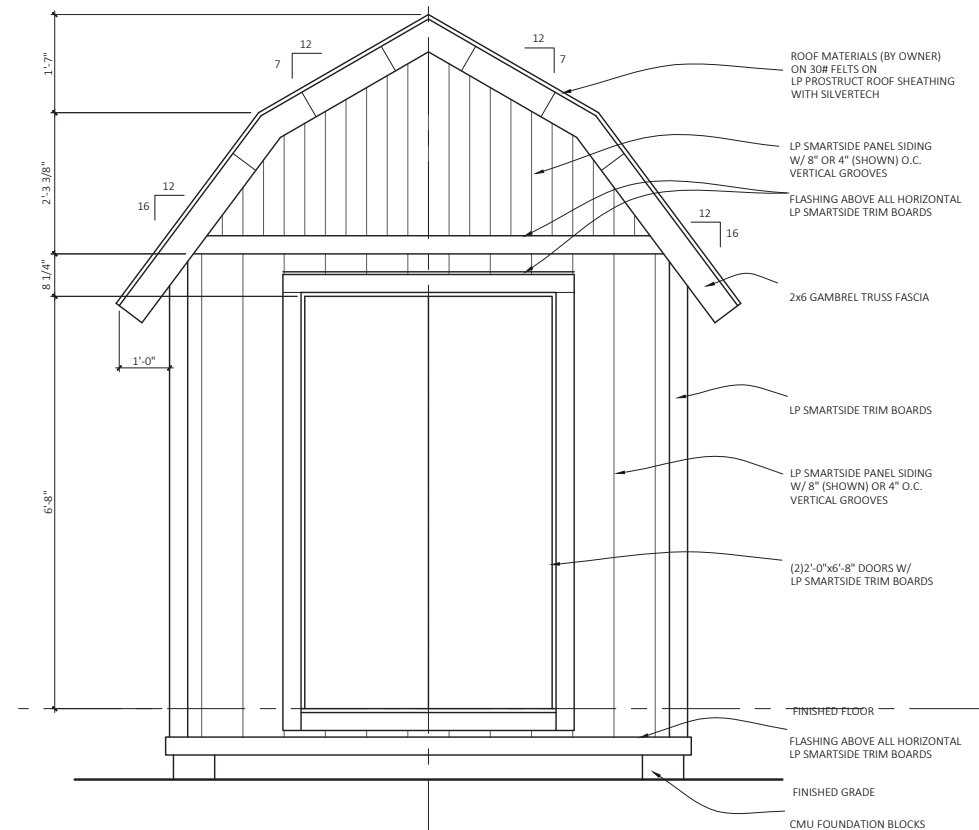 12
7
12
7
1'-7"
ROOF MATERIALS (BY OWNER)
ON 30# FELTS ON
LP PROSTRUCT ROOF SHEATHING
WITH SILVERTECH
LP SMARTSIDE PANEL SIDING
W/ 8" OR 4" (SHOWN) O.C.
VERTICAL GROOVES
2'-3 3/8"
12
16
FLASHING ABOVE ALL HORIZONTAL
LP SMARTSIDE TRIM BOARDS
12
16
8 1/4"
2x6 GAMBREL TRUSS FASCIA
1'-0"
LP SMARTSIDE TRIM BOARDS
LP SMARTSIDE PANEL SIDING
W/ 8" (SHOWN) OR 4" O.C.
VERTICAL GROOVES
6'-8"
(2)2'-0"x6'-8" DOORS W/
LP SMARTSIDE TRIM BOARDS
FINISHED FLOOR
FLASHING ABOVE ALL HORIZONTAL
LP SMARTSIDE TRIM BOARDS
FINISHED GRADE
CMU FOUNDATION BLOCKS